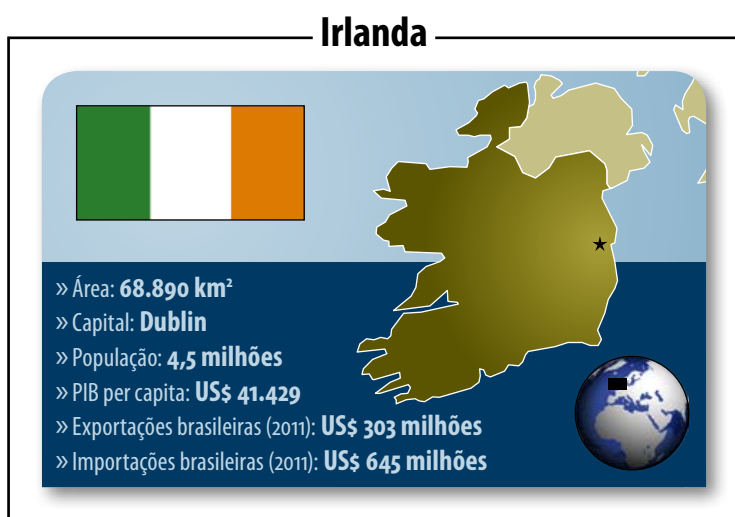 Irlanda
» Área: 68.890 km²
» Capital: Dublin
» População: 4,5 milhões
» PIB per capita: US$ 41.429
» Exportações brasileiras (2011): US$ 303 milhões
» Importações brasileiras (2011): US$ 645 milhões